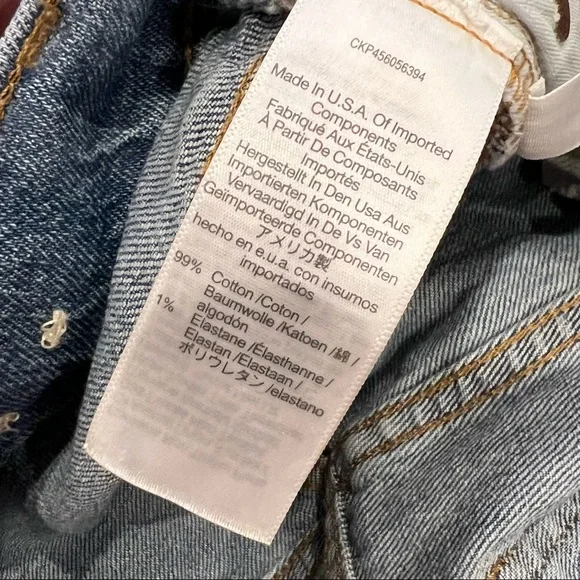 CKP456056394
Made In U.S.A. Of Imported
Components
Fabriqué Aux États-Unis
À Partir De Composants
Importés
Hergestellt In Den Usa Aus
Importierten Komponenten
Vervaardigd In De Vs Van
Geïmporteerde Componenten
アメリカ製
hecho en e.u.a. con insumos
importados
99% Cotton /Coton /
Baumwolle /Katoen /綿/
algodón
1% Elastane /Élasthanne /
Elastan /Elastaan /
ポリウレタン/elastano